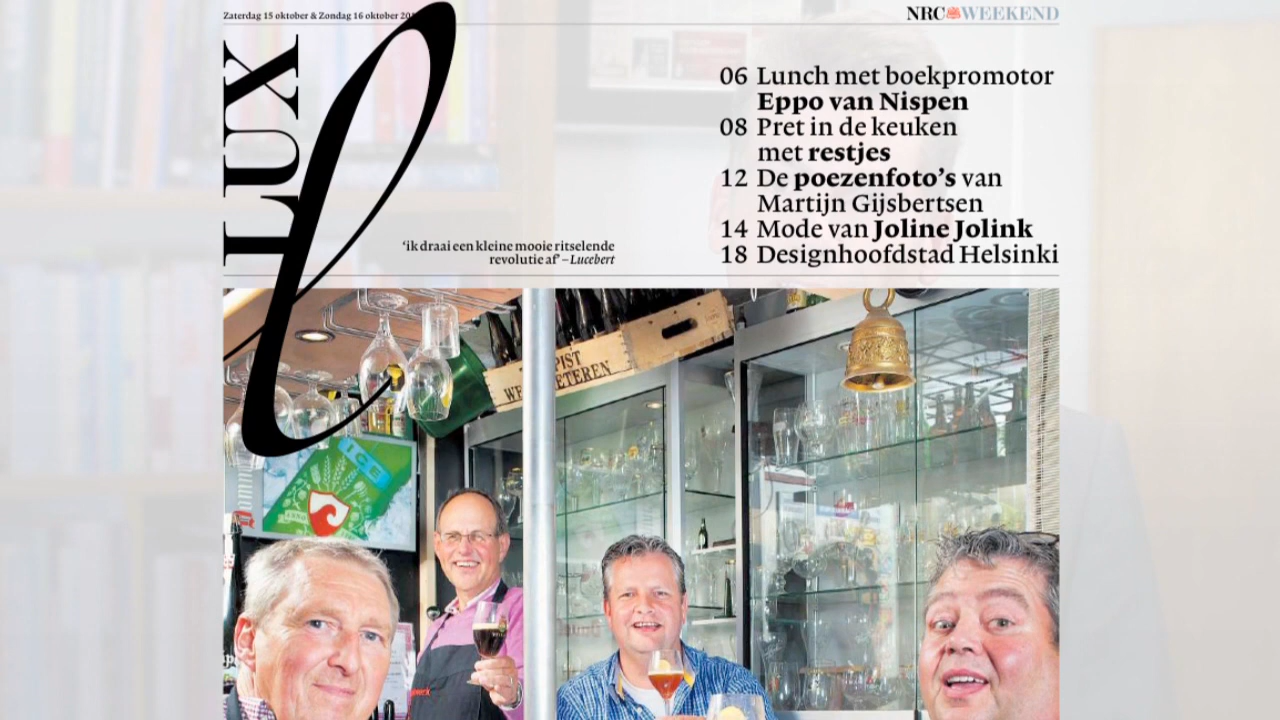 Zaterdag 15 oktober & Zondag 16 oktober
NRC WEEKEND
LUX
l
06 Lunch met boekpromotor
Eppo van Nispen
08 Pret in de keuken
met restjes
12 De poezenfoto's van
Martijn Gijsbertsen
14 Mode van Joline Jolink
18 Designhoofdstad Helsinki
‘ik draai een kleine mooie ritselende
revolutie af’ – Lucebert
ICE